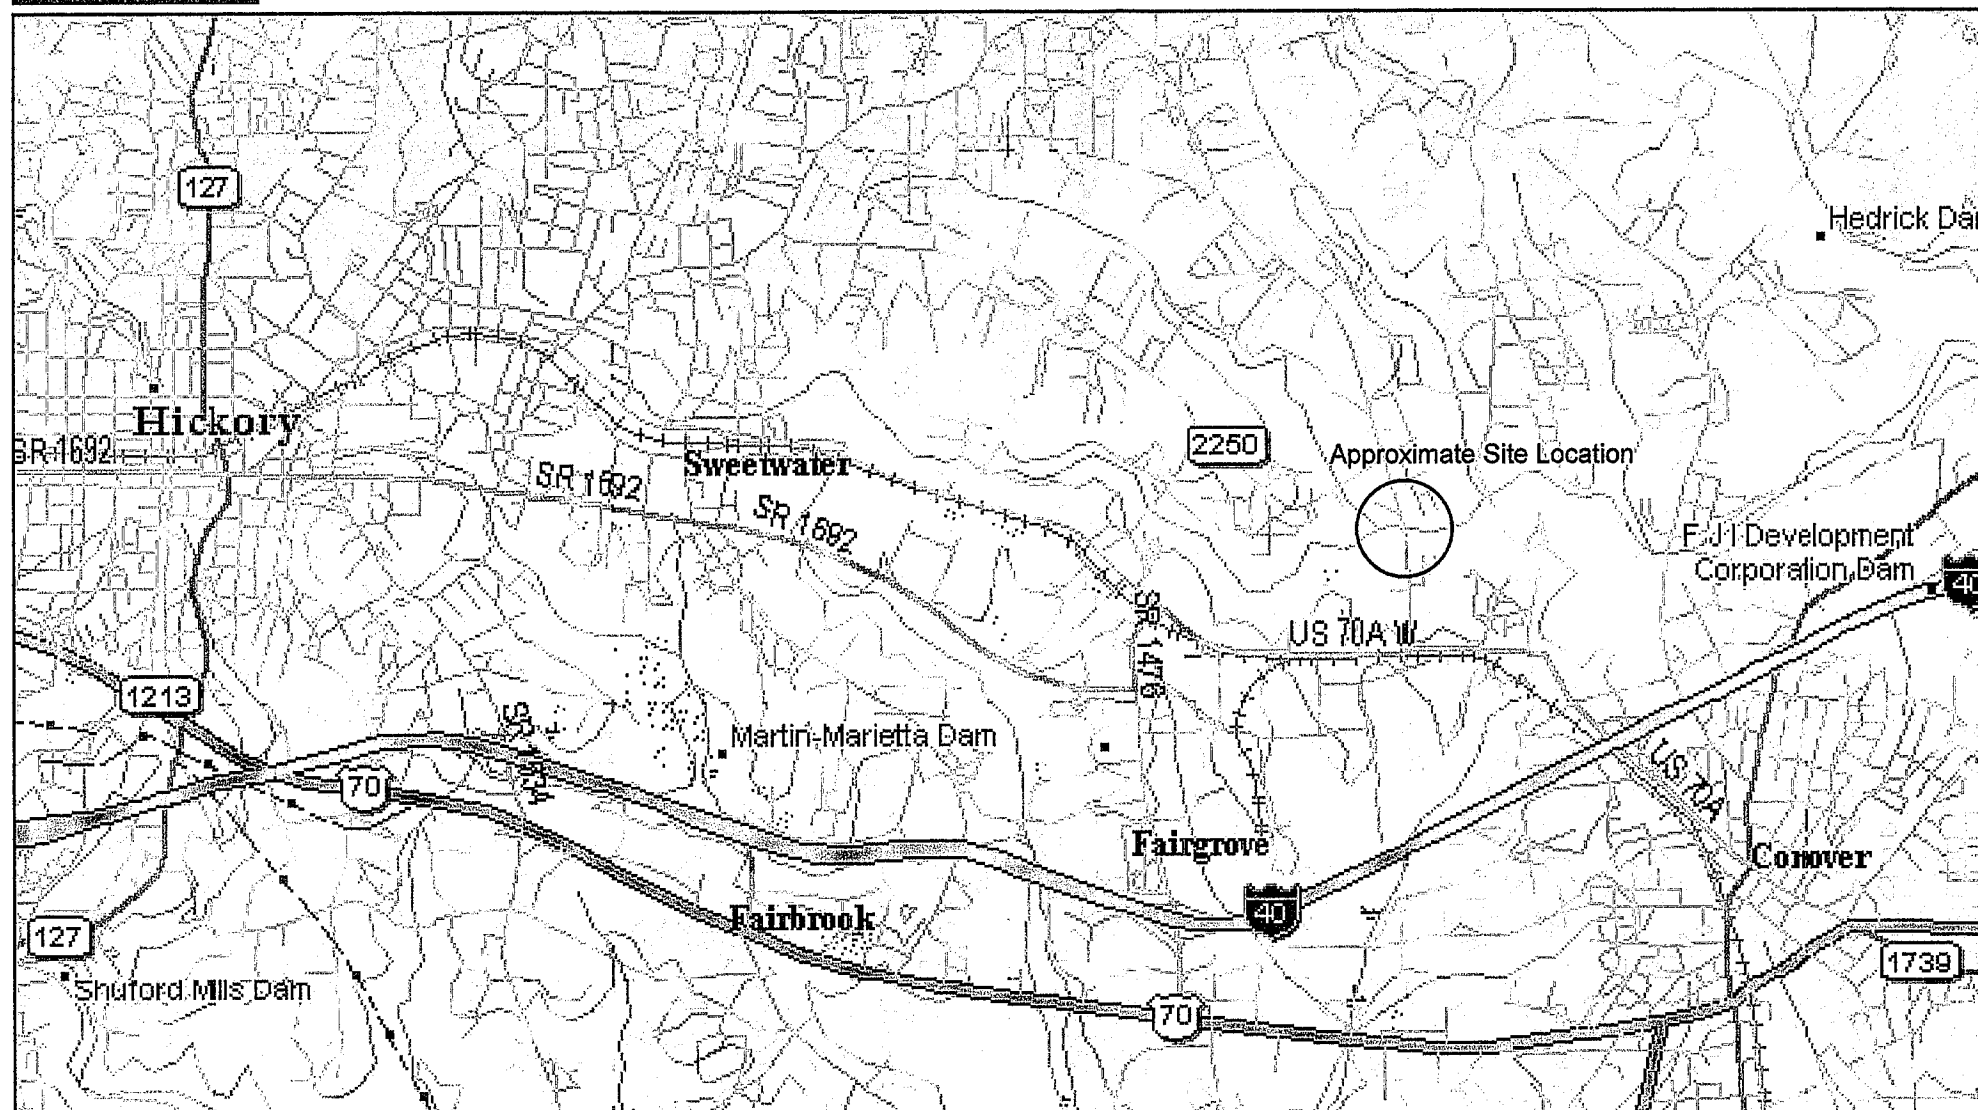 127
Hedrick Da
Hickory
SR 1692
2250
Approximate Site Location
Sweetwater
SR 1692
SR 1692
F J I Development
Corporation Dam
40
SR 1476
US 70A W
1213
Martin-Marietta Dam
70
US 70A
Fairgrove
Conover
40
Fairbrook
127
1739
Shuford Mills Dam
70